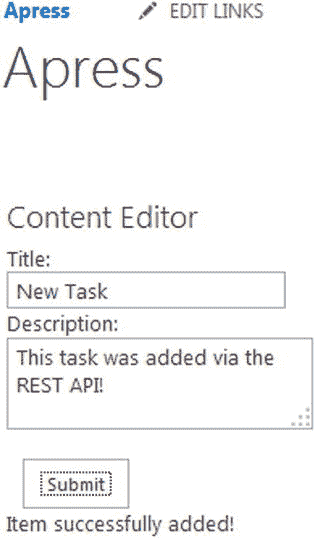 Apress EDIT LINKS
Apress
Content Editor
Title:
New Task
Description:
This task was added via the
REST API!
Submit
Item successfully added!